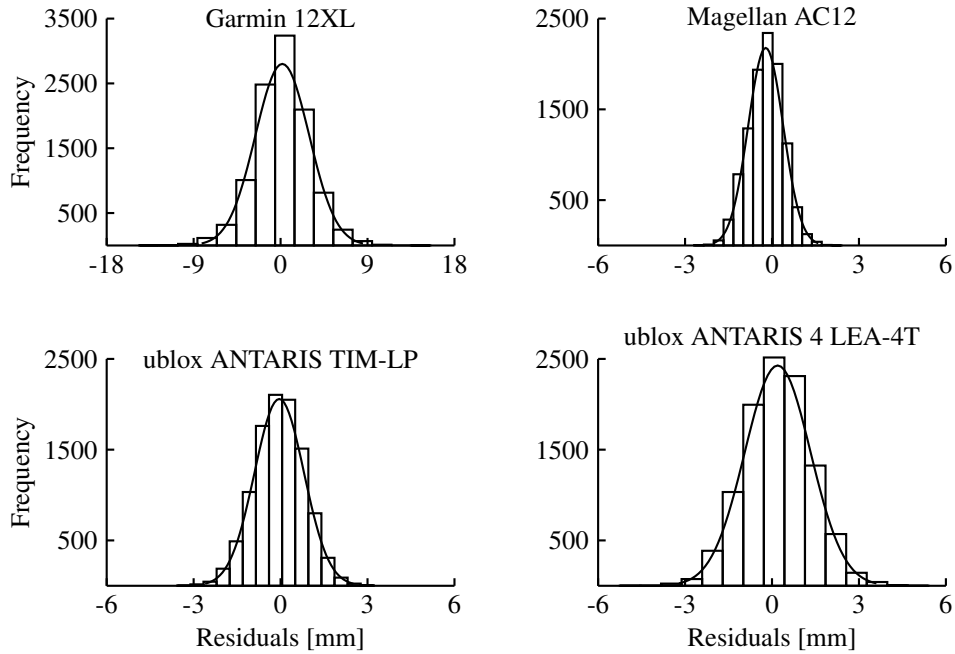 Garmin 12XL
Frequency
3500
2500
1500
500
-18 -9 0 9 18
Magellan AC12
2500
1500
500
-6 -3 0 3 6
ublox ANTARIS TIM-LP
Frequency
2500
1500
500
-6 -3 0 3 6
Residuals [mm]
ublox ANTARIS 4 LEA-4T
2500
1500
500
-6 -3 0 3 6
Residuals [mm]